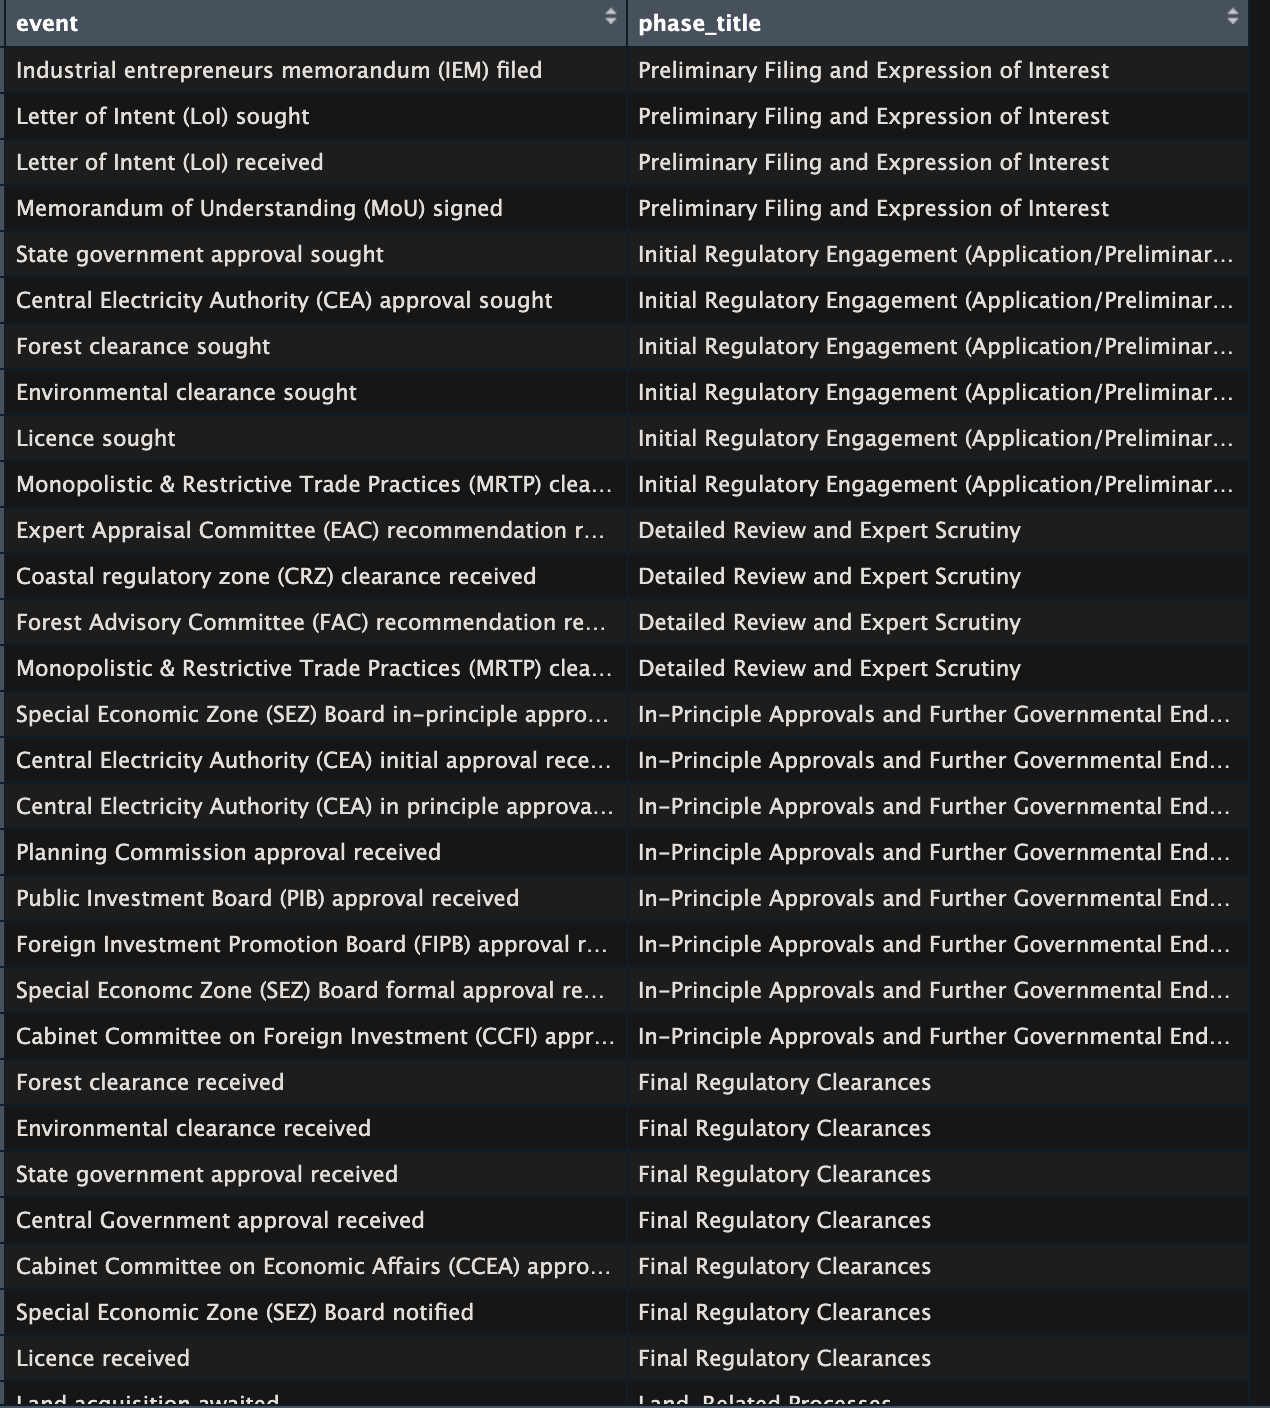 event phase_title
Industrial entrepreneurs memorandum (IEM) filed Preliminary Filing and Expression of Interest
Letter of Intent (LoI) sought Preliminary Filing and Expression of Interest
Letter of Intent (LoI) received Preliminary Filing and Expression of Interest
Memorandum of Understanding (MoU) signed Preliminary Filing and Expression of Interest
State government approval sought Initial Regulatory Engagement (Application/Preliminar...
Central Electricity Authority (CEA) approval sought Initial Regulatory Engagement (Application/Preliminar...
Forest clearance sought Initial Regulatory Engagement (Application/Preliminar...
Environmental clearance sought Initial Regulatory Engagement (Application/Preliminar...
Licence sought Initial Regulatory Engagement (Application/Preliminar...
Monopolistic & Restrictive Trade Practices (MRTP) clea... Initial Regulatory Engagement (Application/Preliminar...
Expert Appraisal Committee (EAC) recommendation r... Detailed Review and Expert Scrutiny
Coastal regulatory zone (CRZ) clearance received Detailed Review and Expert Scrutiny
Forest Advisory Committee (FAC) recommendation re... Detailed Review and Expert Scrutiny
Monopolistic & Restrictive Trade Practices (MRTP) clea... Detailed Review and Expert Scrutiny
Special Economic Zone (SEZ) Board in-principle appro... In-Principle Approvals and Further Governmental End...
Central Electricity Authority (CEA) initial approval rece... In-Principle Approvals and Further Governmental End...
Central Electricity Authority (CEA) in principle approva... In-Principle Approvals and Further Governmental End...
Planning Commission approval received In-Principle Approvals and Further Governmental End...
Public Investment Board (PIB) approval received In-Principle Approvals and Further Governmental End...
Foreign Investment Promotion Board (FIPB) approval r... In-Principle Approvals and Further Governmental End...
Special Economc Zone (SEZ) Board formal approval re... In-Principle Approvals and Further Governmental End...
Cabinet Committee on Foreign Investment (CCFI) appr... In-Principle Approvals and Further Governmental End...
Forest clearance received Final Regulatory Clearances
Environmental clearance received Final Regulatory Clearances
State government approval received Final Regulatory Clearances
Central Government approval received Final Regulatory Clearances
Cabinet Committee on Economic Affairs (CCEA) appro... Final Regulatory Clearances
Special Economic Zone (SEZ) Board notified Final Regulatory Clearances
Licence received Final Regulatory Clearances
Land acquisition awaited Land-Related Processes